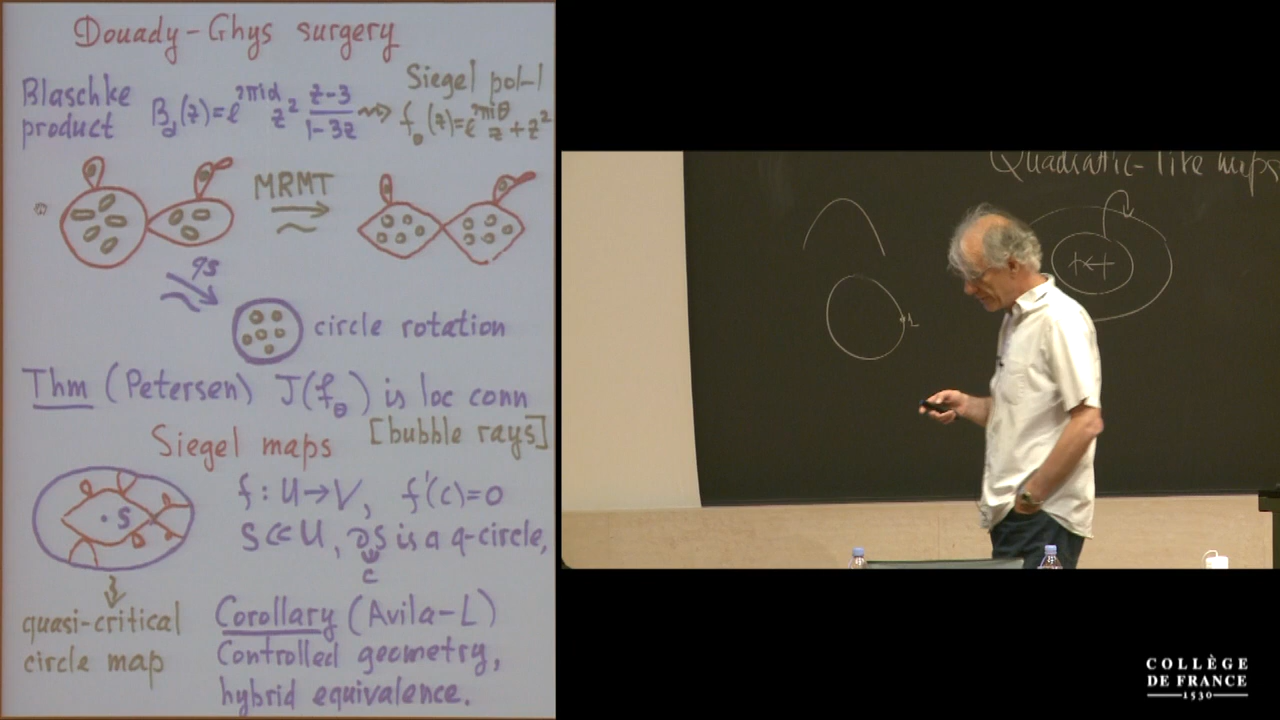 Douady-Ghys surgery
Blaschke product B_α(z)=e^{2πiα} z² (z-3)/(1-3z) ⇝ Siegel pol-l f_θ(z)=e^{2πiθ} z+z²
MRMT
qs
circle rotation
Thm (Petersen) J(f_θ) is loc conn
[bubble rays]
Siegel maps
f: U→V, f'(c)=0
S ⋐ U, ∂S is a q-circle,
c
S
quasi-critical
circle map
Corollary (Avila-L)
Controlled geometry,
hybrid equivalence.
Quadratic-like maps
COLLÈGE
DE FRANCE
1530